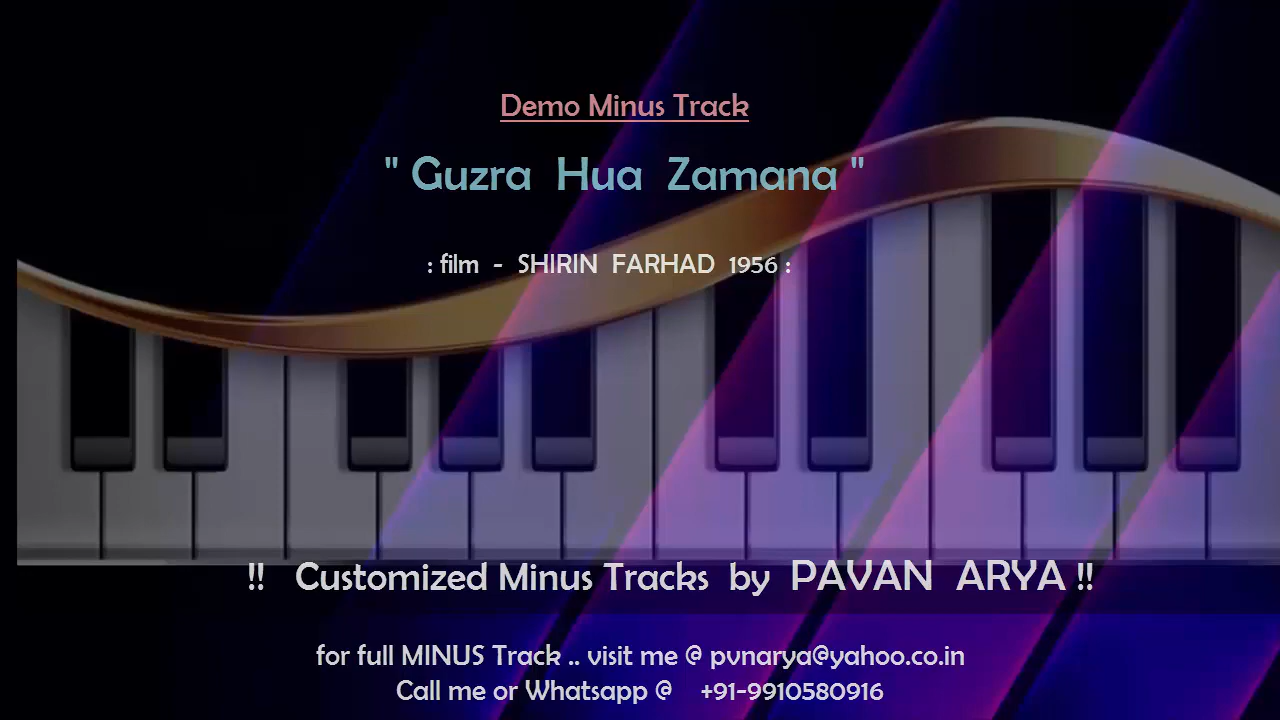 Demo Minus Track
" Guzra Hua Zamana "
: film - SHIRIN FARHAD 1956 :
!! Customized Minus Tracks by PAVAN ARYA !!
for full MINUS Track .. visit me @ pvnarya@yahoo.co.in
Call me or Whatsapp @ +91-9910580916